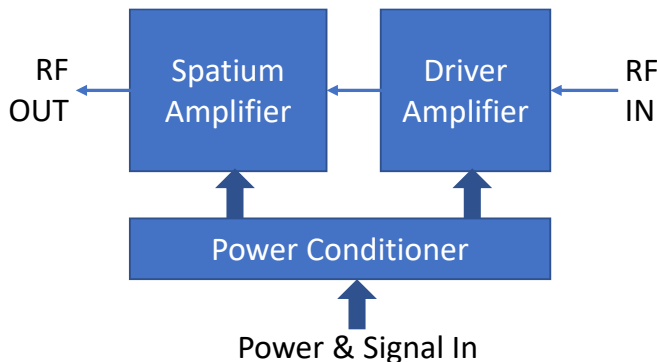 RF
OUT
Spatium
Amplifier
Driver
Amplifier
RF
IN
Power Conditioner
Power & Signal In